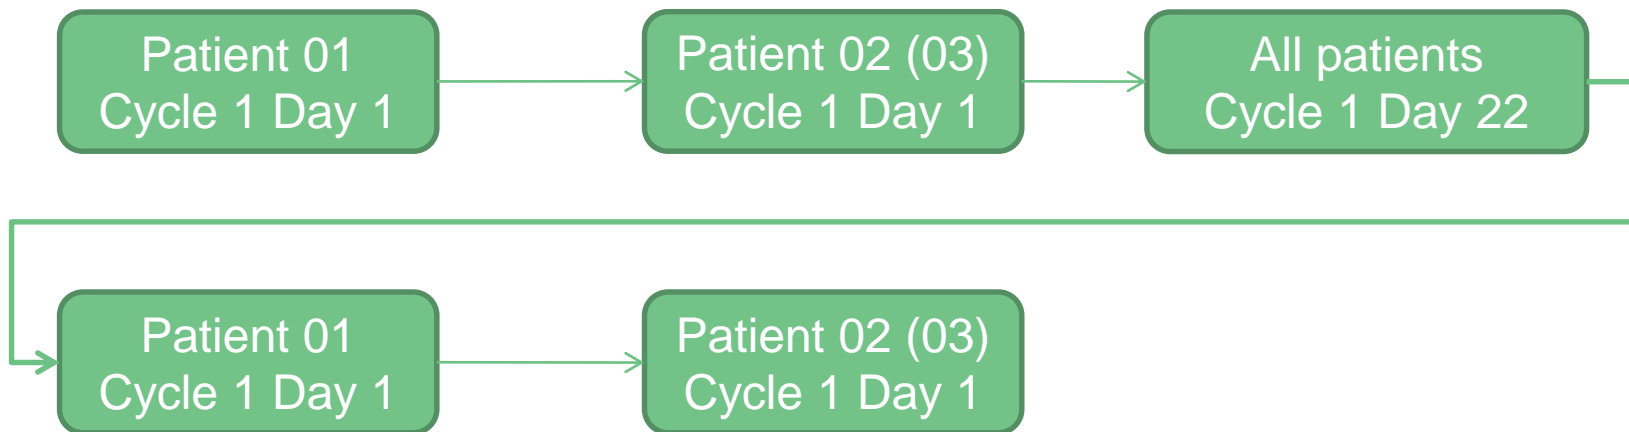 Patient 01
Cycle 1 Day 1
Patient 02 (03)
Cycle 1 Day 1
All patients
Cycle 1 Day 22
Patient 01
Cycle 1 Day 1
Patient 02 (03)
Cycle 1 Day 1